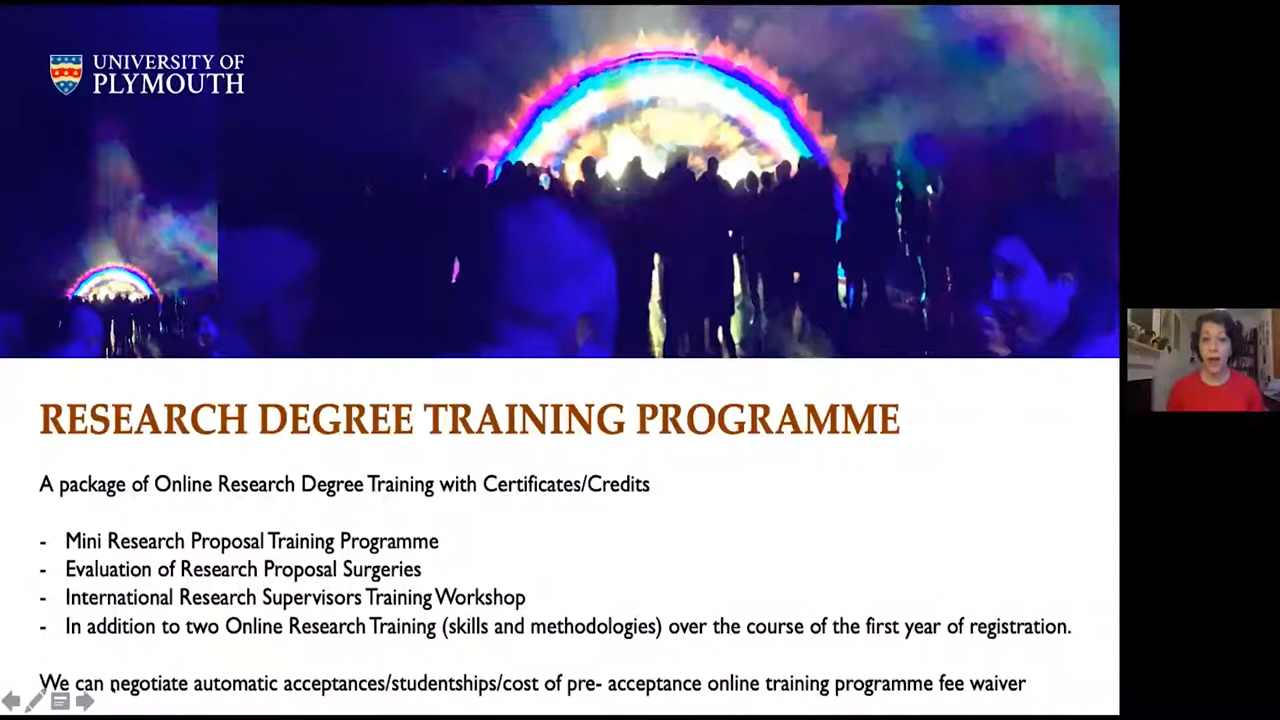 UNIVERSITY OF
PLYMOUTH
RESEARCH DEGREE TRAINING PROGRAMME
A package of Online Research Degree Training with Certificates/Credits
- Mini Research Proposal Training Programme
- Evaluation of Research Proposal Surgeries
- International Research Supervisors Training Workshop
- In addition to two Online Research Training (skills and methodologies) over the course of the first year of registration.
We can negotiate automatic acceptances/studentships/cost of pre- acceptance online training programme fee waiver